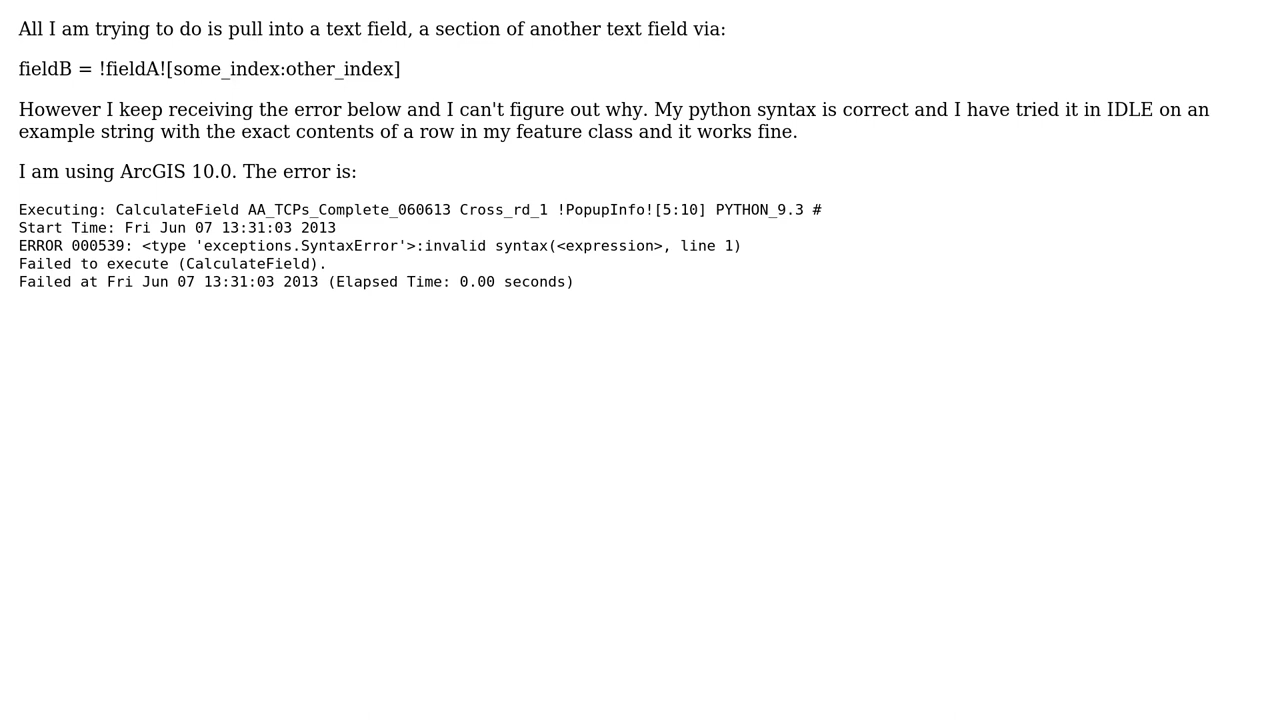 All I am trying to do is pull into a text field, a section of another text field via:
fieldB = !fieldA![some_index:other_index]
However I keep receiving the error below and I can't figure out why. My python syntax is correct and I have tried it in IDLE on an
example string with the exact contents of a row in my feature class and it works fine.
I am using ArcGIS 10.0. The error is:
Executing: CalculateField AA_TCPs_Complete_060613 Cross_rd_1 !PopupInfo![5:10] PYTHON_9.3 #
Start Time: Fri Jun 07 13:31:03 2013
ERROR 000539: <type 'exceptions.SyntaxError'>:invalid syntax(<expression>, line 1)
Failed to execute (CalculateField).
Failed at Fri Jun 07 13:31:03 2013 (Elapsed Time: 0.00 seconds)